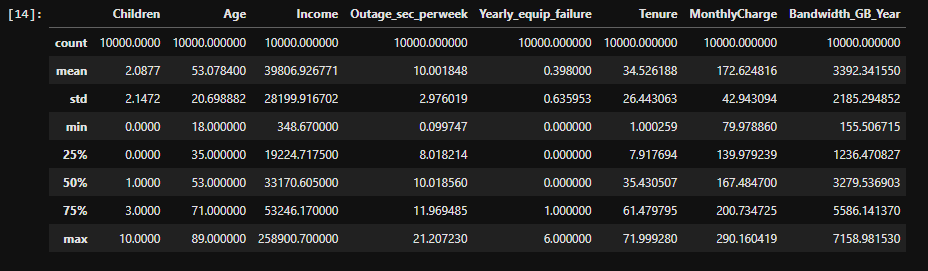 [14]: Children Age Income Outage_sec_perweek Yearly_equip_failure Tenure MonthlyCharge Bandwidth_GB_Year
count 10000.0000 10000.000000 10000.000000 10000.000000 10000.000000 10000.000000 10000.000000 10000.000000
mean 2.0877 53.078400 39806.926771 10.001848 0.398000 34.526188 172.624816 3392.341550
std 2.1472 20.698882 28199.916702 2.976019 0.635953 26.443063 42.943094 2185.294852
min 0.0000 18.000000 348.670000 0.099747 0.000000 1.000259 79.978860 155.506715
25% 0.0000 35.000000 19224.717500 8.018214 0.000000 7.917694 139.979239 1236.470827
50% 1.0000 53.000000 33170.605000 10.018560 0.000000 35.430507 167.484700 3279.536903
75% 3.0000 71.000000 53246.170000 11.969485 1.000000 61.479795 200.734725 5586.141370
max 10.0000 89.000000 258900.700000 21.207230 6.000000 71.999280 290.160419 7158.981530